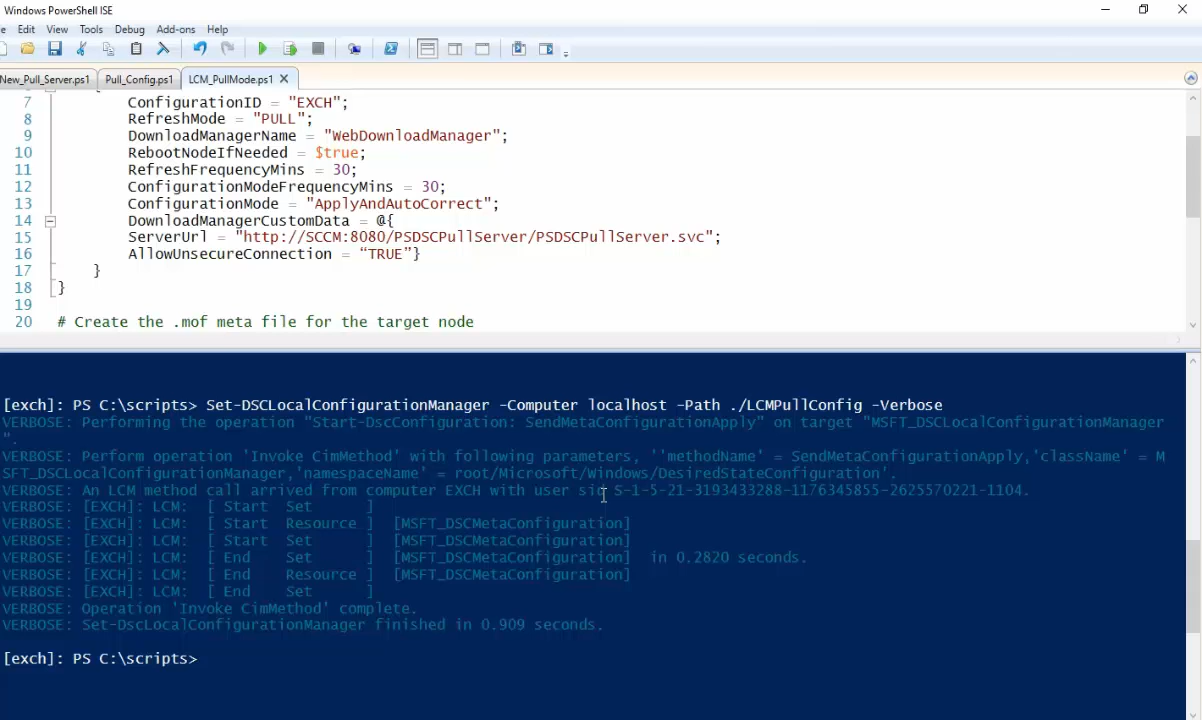 Windows PowerShell ISE
Edit View Tools Debug Add-ons Help
New_Pull_Server.ps1 Pull_Config.ps1 LCM_PullMode.ps1
7 ConfigurationID = "EXCH";
8 RefreshMode = "PULL";
9 DownloadManagerName = "WebDownloadManager";
10 RebootNodeIfNeeded = $true;
11 RefreshFrequencyMins = 30;
12 ConfigurationModeFrequencyMins = 30;
13 ConfigurationMode = "ApplyAndAutoCorrect";
14 DownloadManagerCustomData = @{
15 ServerUrl = "http://SCCM:8080/PSDSCPullServer/PSDSCPullServer.svc";
16 AllowUnsecureConnection = “TRUE”}
17 }
18 }
19
20 # Create the .mof meta file for the target node
[exch]: PS C:\scripts> Set-DSCLocalConfigurationManager -Computer localhost -Path ./LCMPullConfig -Verbose
VERBOSE: Performing the operation "Start-DscConfiguration: SendMetaConfigurationApply" on target "MSFT_DSCLocalConfigurationManager
".
VERBOSE: Perform operation 'Invoke CimMethod' with following parameters, ''methodName' = SendMetaConfigurationApply,'className' = M
SFT_DSCLocalConfigurationManager,'namespaceName' = root/Microsoft/Windows/DesiredStateConfiguration'.
VERBOSE: An LCM method call arrived from computer EXCH with user sid S-1-5-21-3193433288-1176345855-2625570221-1104.
VERBOSE: [EXCH]: LCM: [ Start Set ]
VERBOSE: [EXCH]: LCM: [ Start Resource ] [MSFT_DSCMetaConfiguration]
VERBOSE: [EXCH]: LCM: [ Start Set ] [MSFT_DSCMetaConfiguration]
VERBOSE: [EXCH]: LCM: [ End Set ] [MSFT_DSCMetaConfiguration] in 0.2820 seconds.
VERBOSE: [EXCH]: LCM: [ End Resource ] [MSFT_DSCMetaConfiguration]
VERBOSE: [EXCH]: LCM: [ End Set ]
VERBOSE: Operation 'Invoke CimMethod' complete.
VERBOSE: Set-DscLocalConfigurationManager finished in 0.909 seconds.
[exch]: PS C:\scripts>